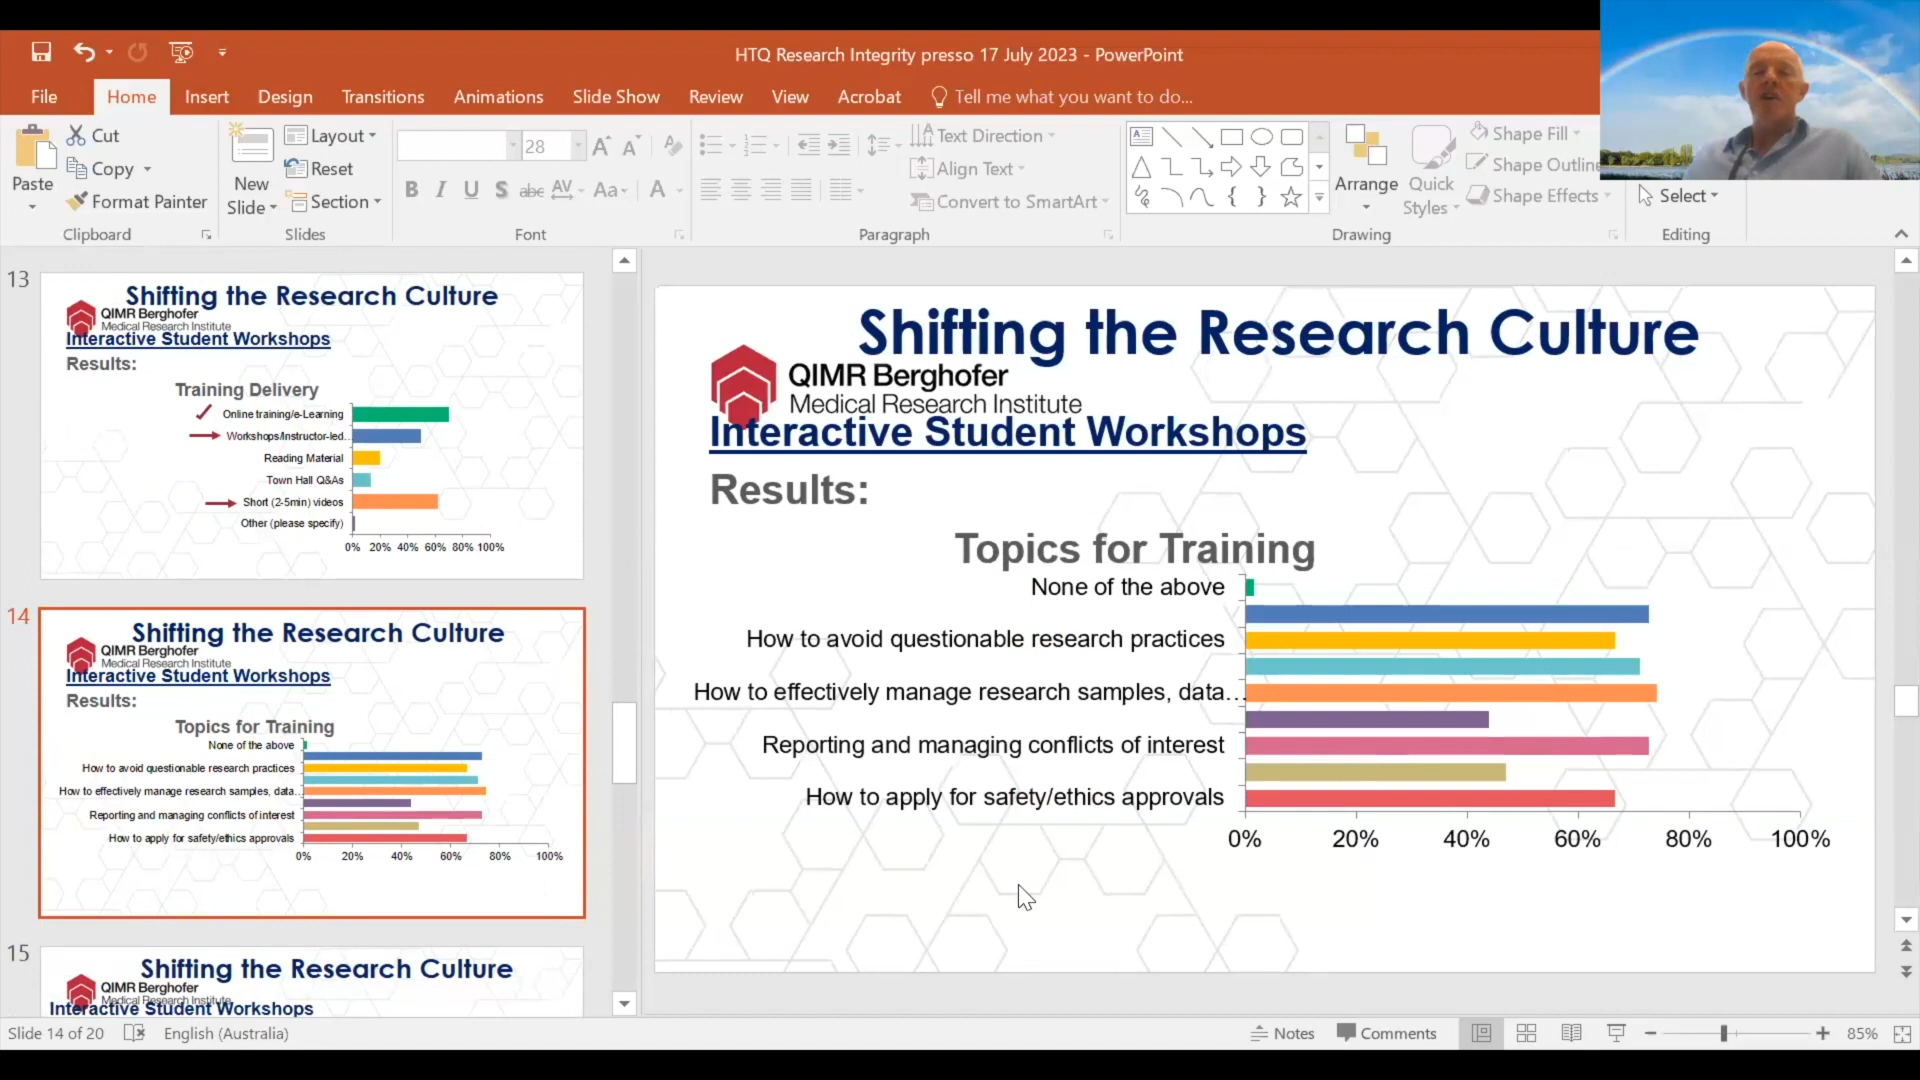 HTQ Research Integrity presso 17 July 2023 - PowerPoint
File Home Insert Design Transitions Animations Slide Show Review View Acrobat Tell me what you want to do...
Paste
Cut
Copy
Format Painter
Clipboard
New Slide
Layout
Reset
Section
Slides
28
B I U S abc AV Aa A
Font
Text Direction
Align Text
Convert to SmartArt
Paragraph
Arrange
Quick Styles
Shape Fill
Shape Outline
Shape Effects
Drawing
Select
Editing
13
Shifting the Research Culture
QIMR Berghofer
Medical Research Institute
Interactive Student Workshops
Results:
Training Delivery
Online training/e-Learning
Workshops/Instructor-led...
Reading Material
Town Hall Q&As
Short (2-5min) videos
Other (please specify)
0% 20% 40% 60% 80% 100%
14
Shifting the Research Culture
QIMR Berghofer
Medical Research Institute
Interactive Student Workshops
Results:
Topics for Training
None of the above
How to avoid questionable research practices
How to effectively manage research samples, data...
Reporting and managing conflicts of interest
How to apply for safety/ethics approvals
0% 20% 40% 60% 80% 100%
15
Shifting the Research Culture
QIMR Berghofer
Medical Research Institute
Interactive Student Workshops
Shifting the Research Culture
QIMR Berghofer
Medical Research Institute
Interactive Student Workshops
Results:
Topics for Training
None of the above
How to avoid questionable research practices
How to effectively manage research samples, data...
Reporting and managing conflicts of interest
How to apply for safety/ethics approvals
0% 20% 40% 60% 80% 100%
Slide 14 of 20 English (Australia)
Notes Comments 85%